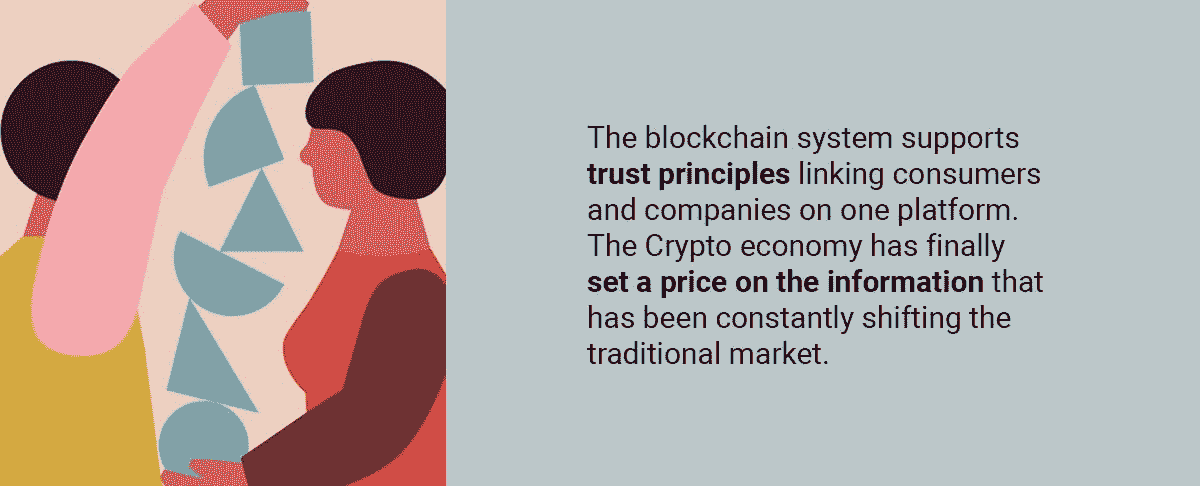 The blockchain system supports
trust principles linking consumers
and companies on one platform.
The Crypto economy has finally
set a price on the information that
has been constantly shifting the
traditional market.